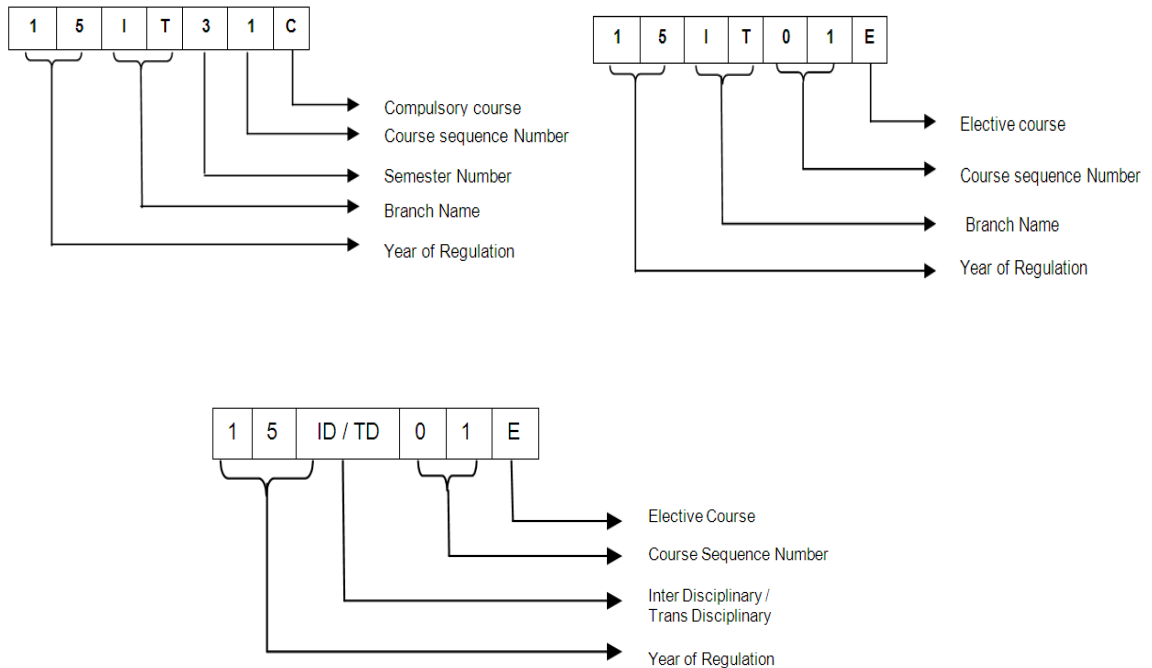 1 5 I T 3 1 C
Compulsory course
Course sequence Number
Semester Number
Branch Name
Year of Regulation
1 5 I T 0 1 E
Elective course
Course sequence Number
Branch Name
Year of Regulation
1 5 ID / TD 0 1 E
Elective Course
Course Sequence Number
Inter Disciplinary /
Trans Disciplinary
Year of Regulation